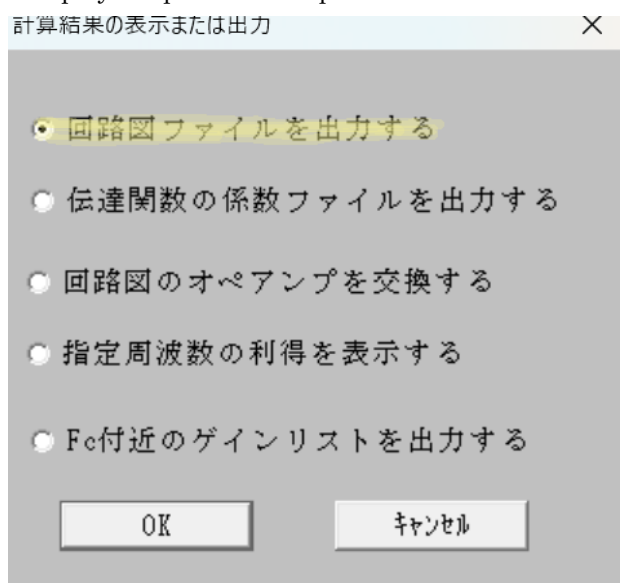 計算結果の表示または出力
回路図ファイルを出力する
伝達関数の係数ファイルを出力する
回路図のオペアンプを交換する
指定周波数の利得を表示する
Fc付近のゲインリストを出力する
OK
キャンセル